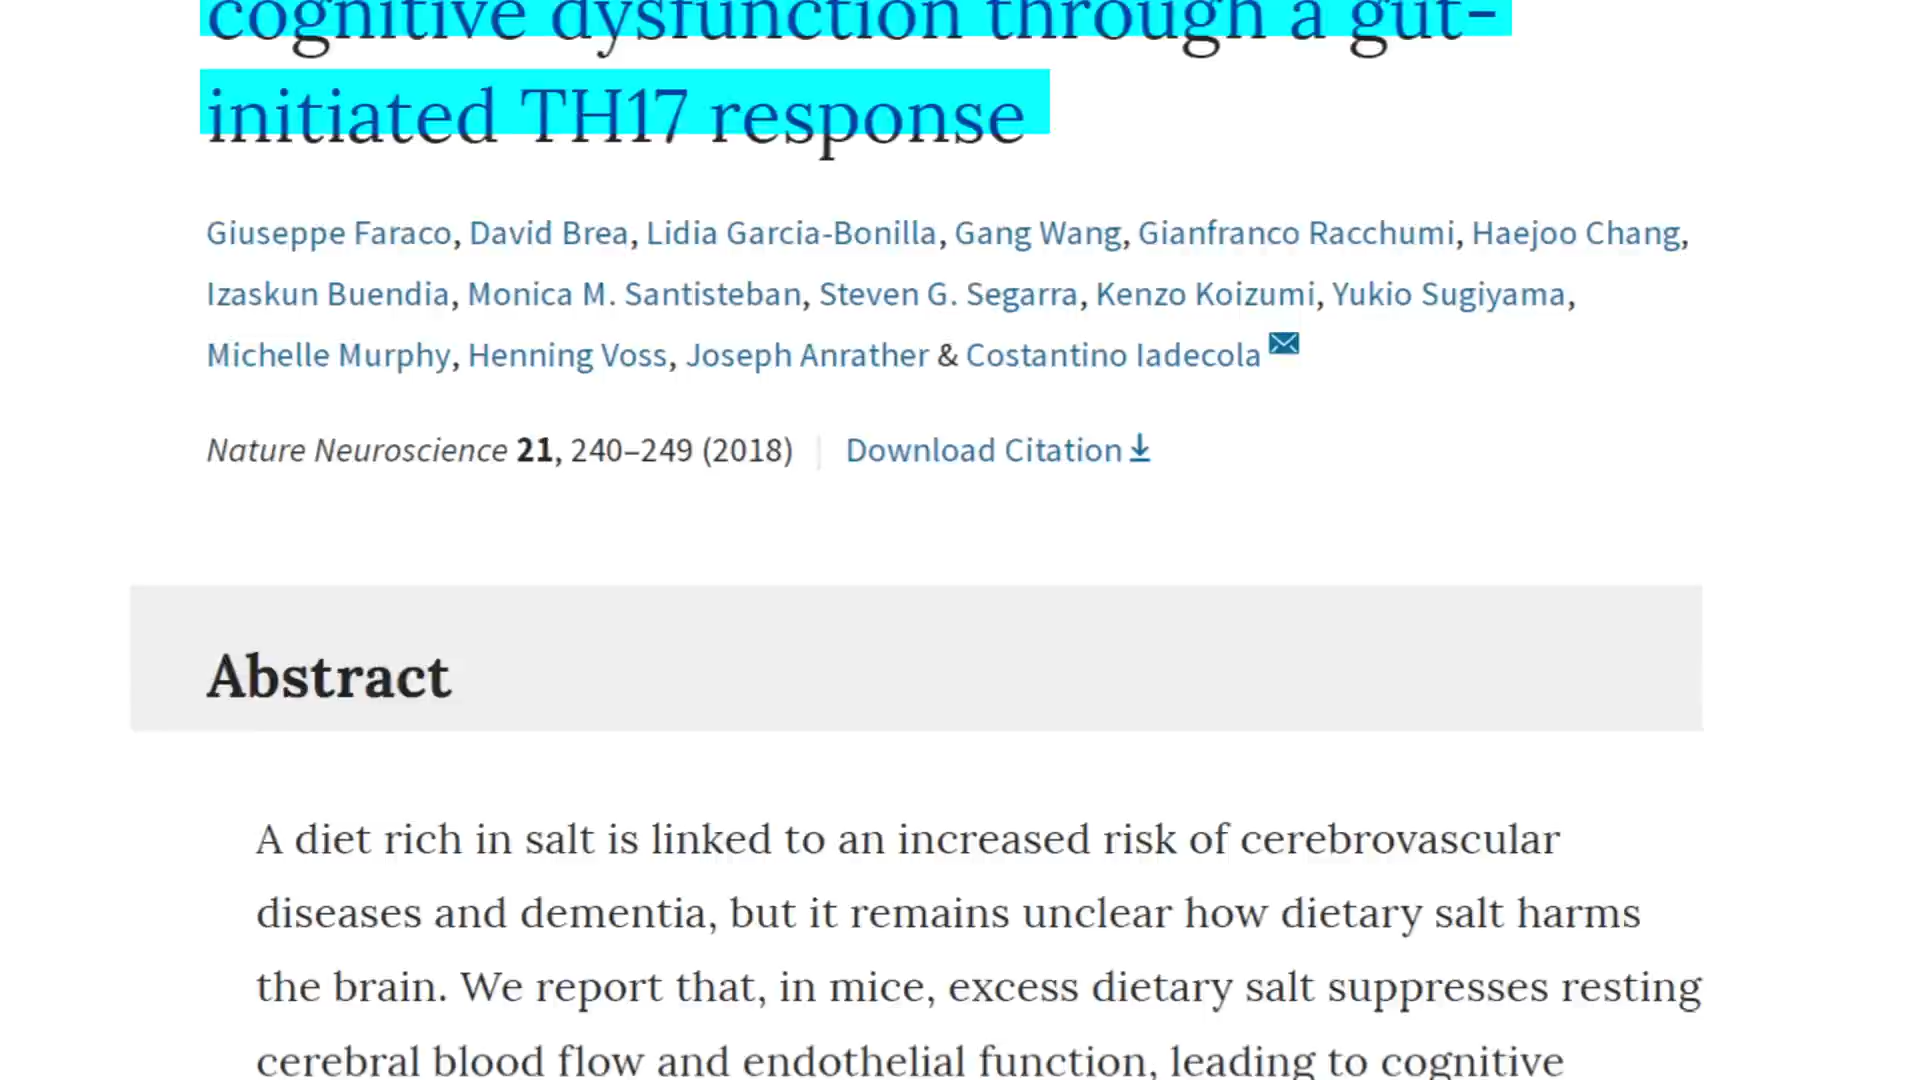 cognitive dysfunction through a gut-
initiated TH17 response
Giuseppe Faraco, David Brea, Lidia Garcia-Bonilla, Gang Wang, Gianfranco Racchumi, Haejoo Chang,
Izaskun Buendia, Monica M. Santisteban, Steven G. Segarra, Kenzo Koizumi, Yukio Sugiyama,
Michelle Murphy, Henning Voss, Joseph Anrather & Costantino Iadecola
Nature Neuroscience 21, 240–249 (2018) | Download Citation
Abstract
A diet rich in salt is linked to an increased risk of cerebrovascular
diseases and dementia, but it remains unclear how dietary salt harms
the brain. We report that, in mice, excess dietary salt suppresses resting
cerebral blood flow and endothelial function, leading to cognitive